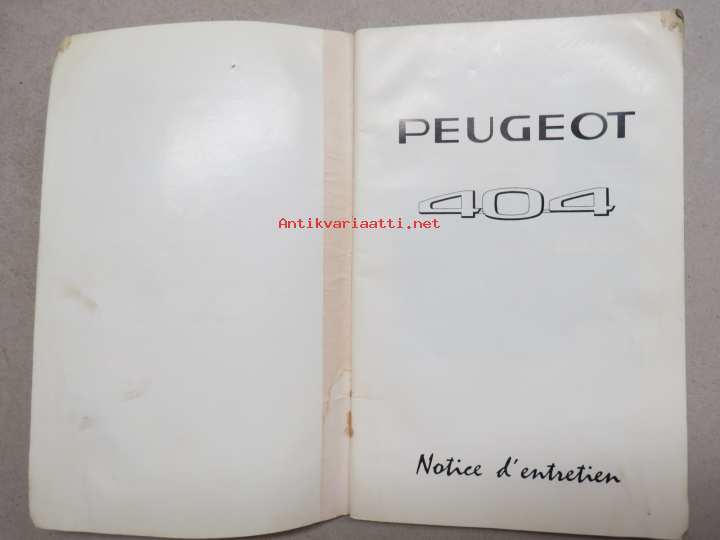 PEUGEOT
404
Antikvariaatti.net
Notice d'entretien